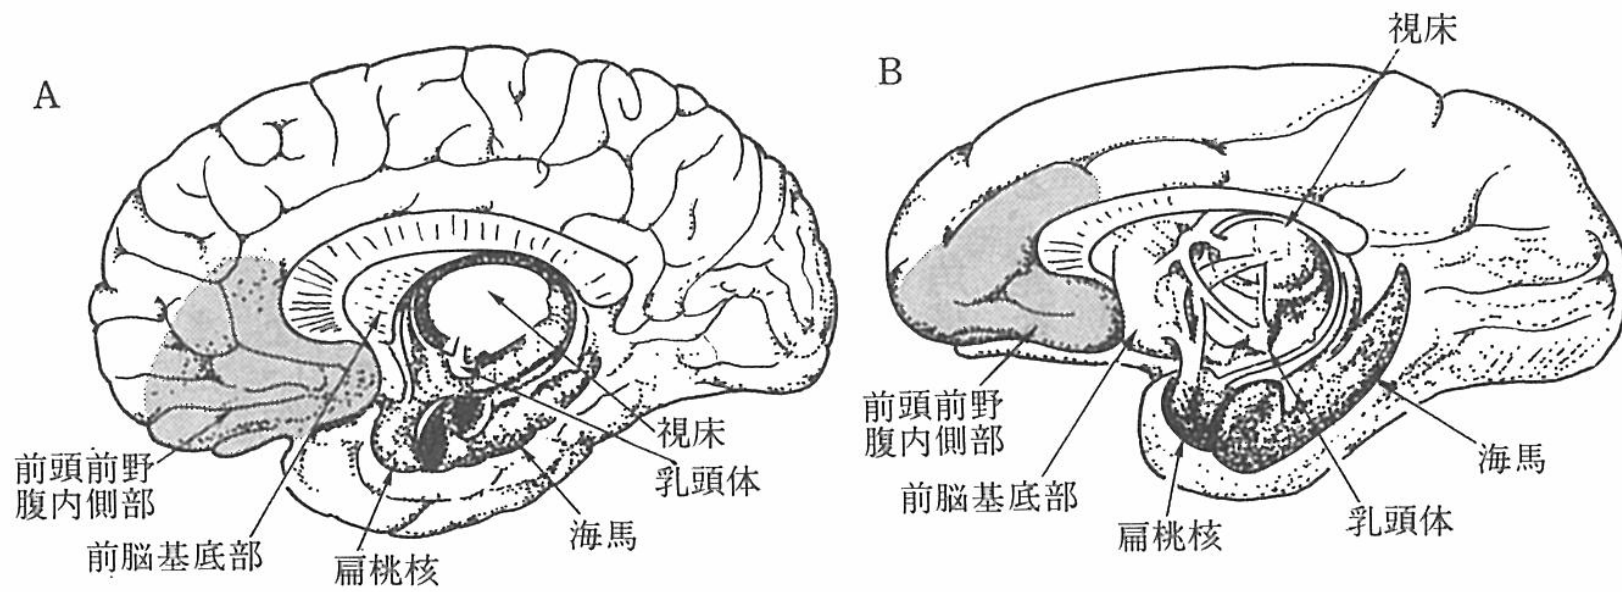 A
前頭前野
腹内側部
前脳基底部
扁桃核
海馬
乳頭体
視床
B
視床
前頭前野
腹内側部
前脳基底部
扁桃核
乳頭体
海馬